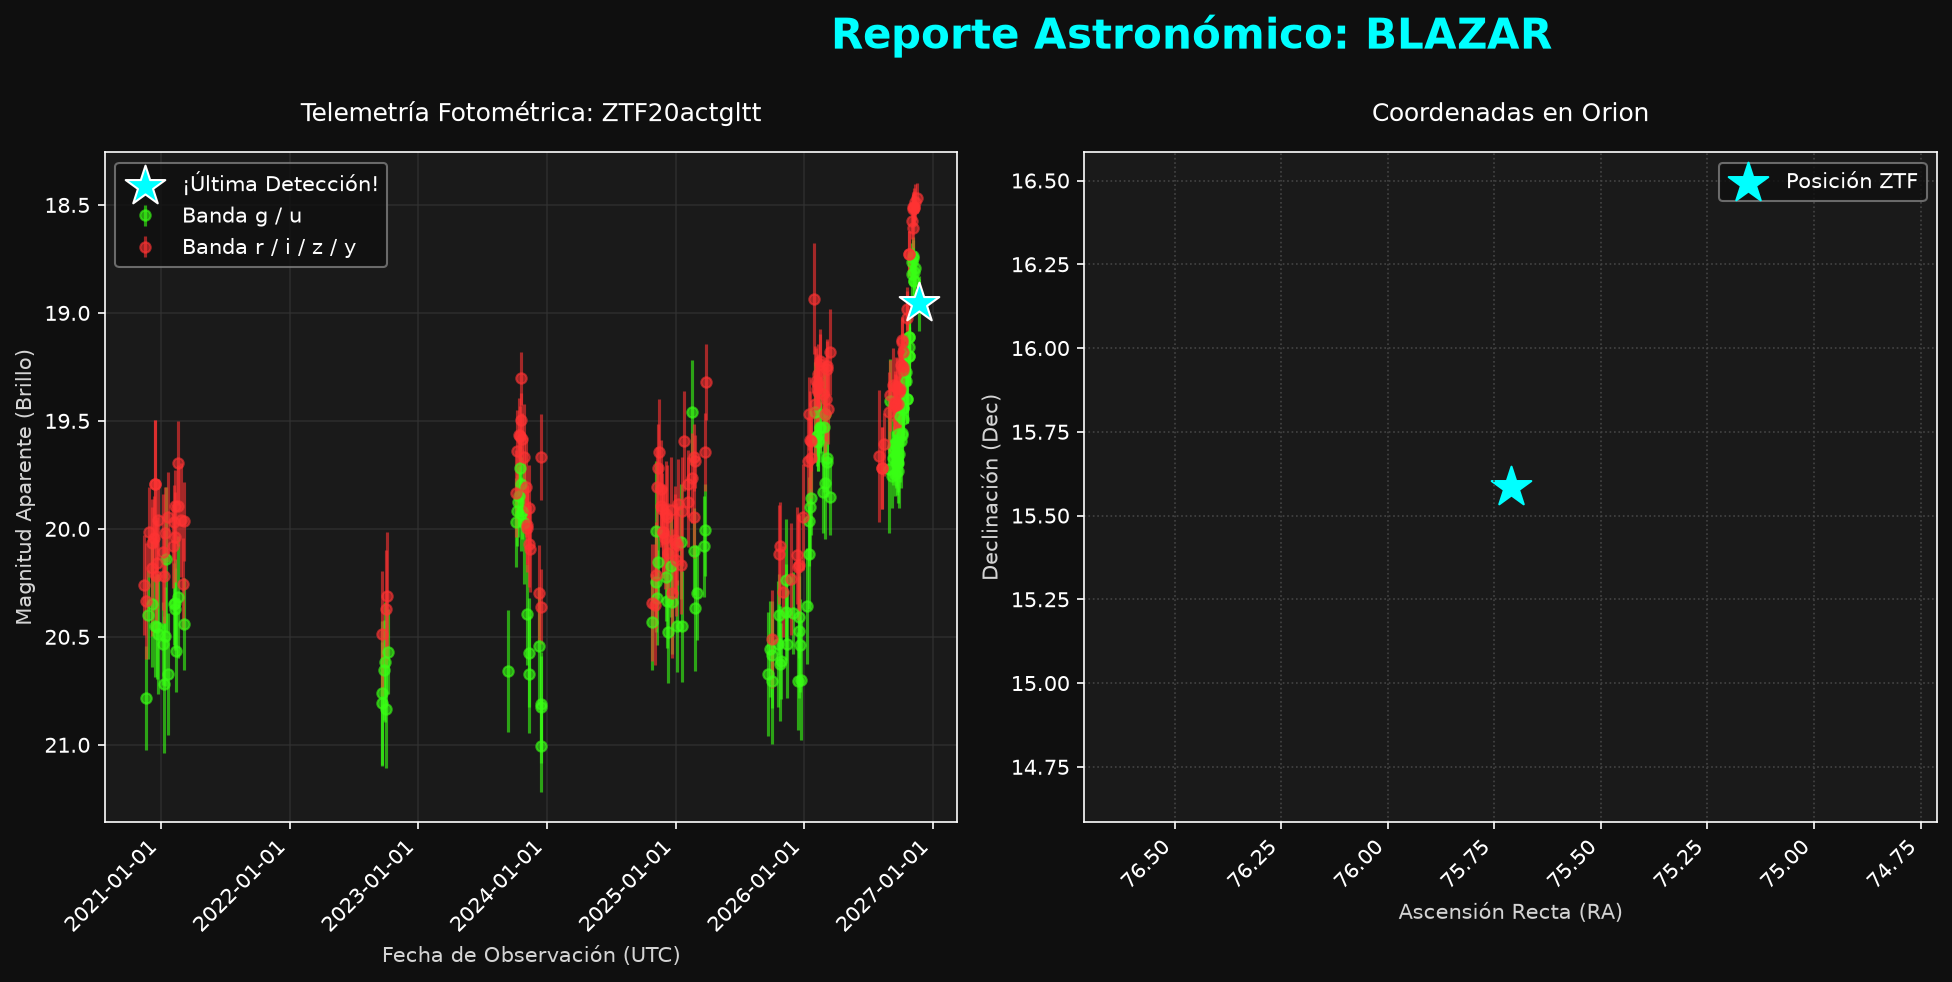 Reporte Astronómico: BLAZAR
Telemetría Fotométrica: ZTF20actgltt
¡Última Detección!
Banda g / u
Banda r / i / z / y
Magnitud Aparente (Brillo)
18.5
19.0
19.5
20.0
20.5
21.0
2021-01-01
2022-01-01
2023-01-01
2024-01-01
2025-01-01
2026-01-01
2027-01-01
Fecha de Observación (UTC)
Coordenadas en Orion
Posición ZTF
Declinación (Dec)
16.50
16.25
16.00
15.75
15.50
15.25
15.00
14.75
76.50
76.25
76.00
75.75
75.50
75.25
75.00
74.75
Ascensión Recta (RA)